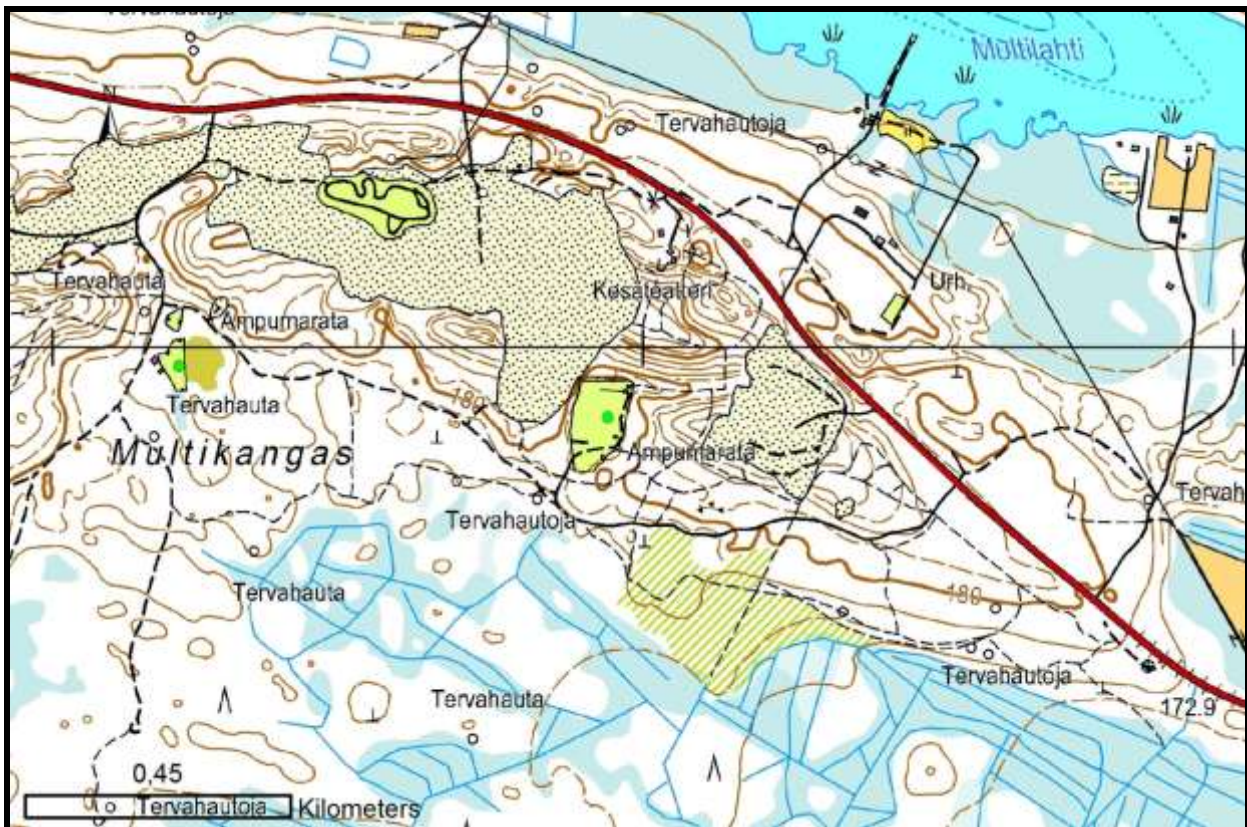 Tervahautoja
Multilahti
N
Tervahautoja
Tervahauta
Kesäteatteri
Urh.
Ampumarata
Tervahauta
180
Multikangas
Ampumarata
Tervahautoja
Tervah
Tervahauta
180
Tervahautoja
Tervahauta
172.9
0,45
Tervahautoja
Kilometers